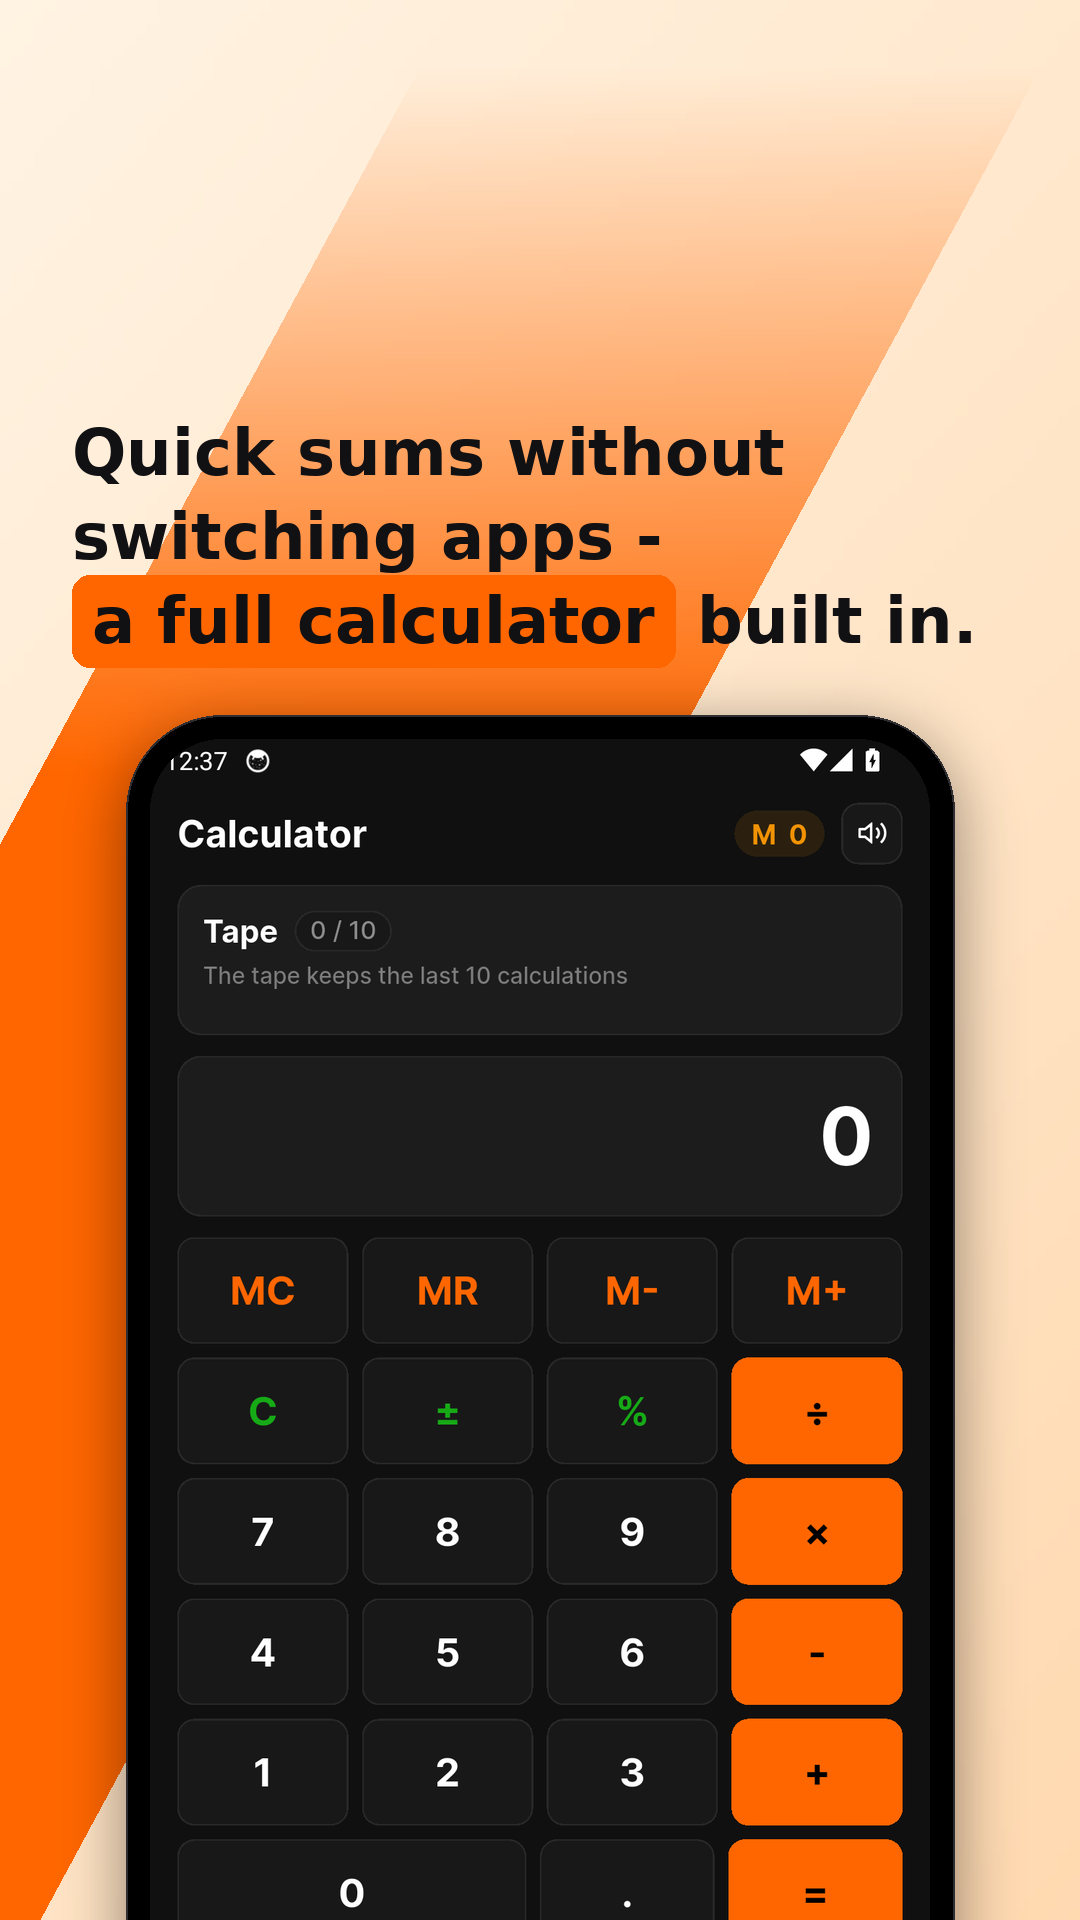 Quick sums without
switching apps -
a full calculator built in.
12:37
Calculator
M 0
Tape 0 / 10
The tape keeps the last 10 calculations
0
MC MR M- M+
C ± % ÷
7 8 9 ×
4 5 6 -
1 2 3 +
0 . =